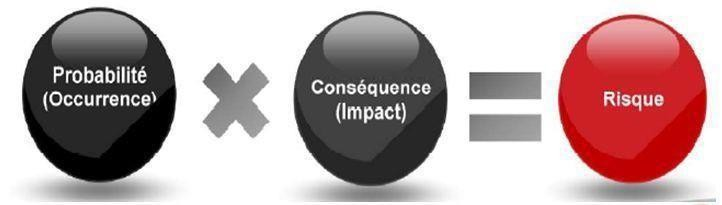 Probabilité
(Occurrence)
Conséquence
(Impact)
Risque